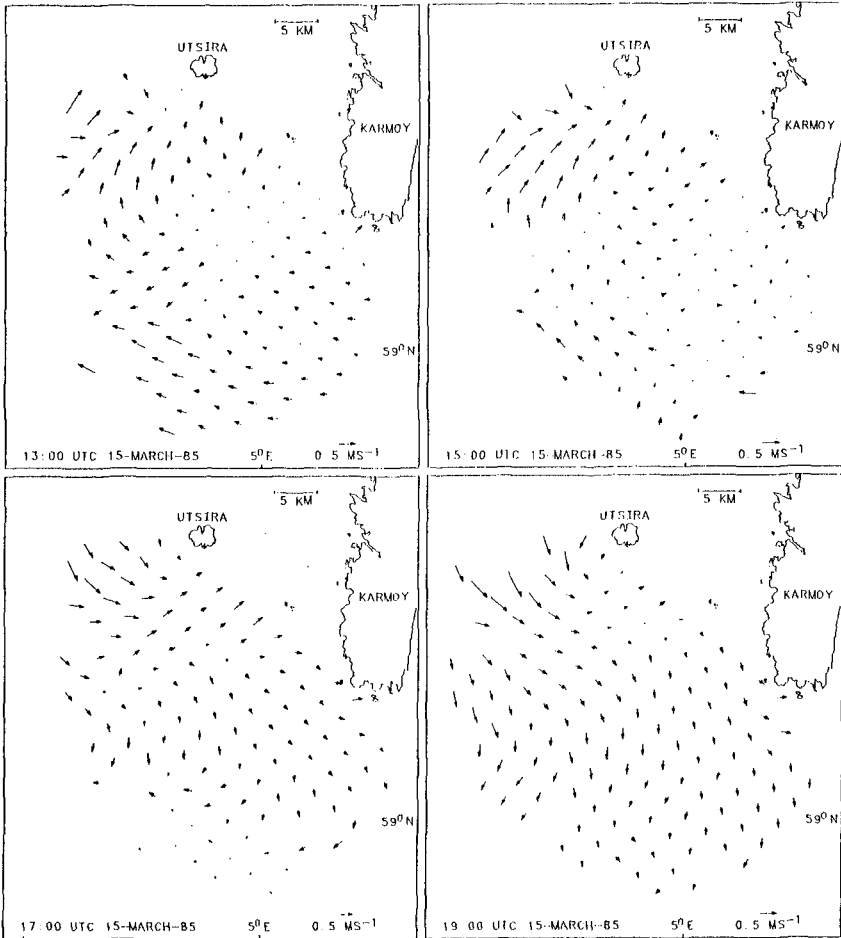 5 KM
UTSIRA
KARMOY
59⁰N
13:00 UTC 15-MARCH-85 5⁰E 0.5 MS⁻¹
5 KM
UTSIRA
KARMOY
59⁰N
15:00 UTC 15-MARCH-85 5⁰E 0.5 MS⁻¹
5 KM
UTSIRA
KARMOY
59⁰N
17:00 UTC 15-MARCH-85 5⁰E 0.5 MS⁻¹
5 KM
UTSIRA
KARMOY
59⁰N
19:00 UTC 15-MARCH-85 5⁰E 0.5 MS⁻¹